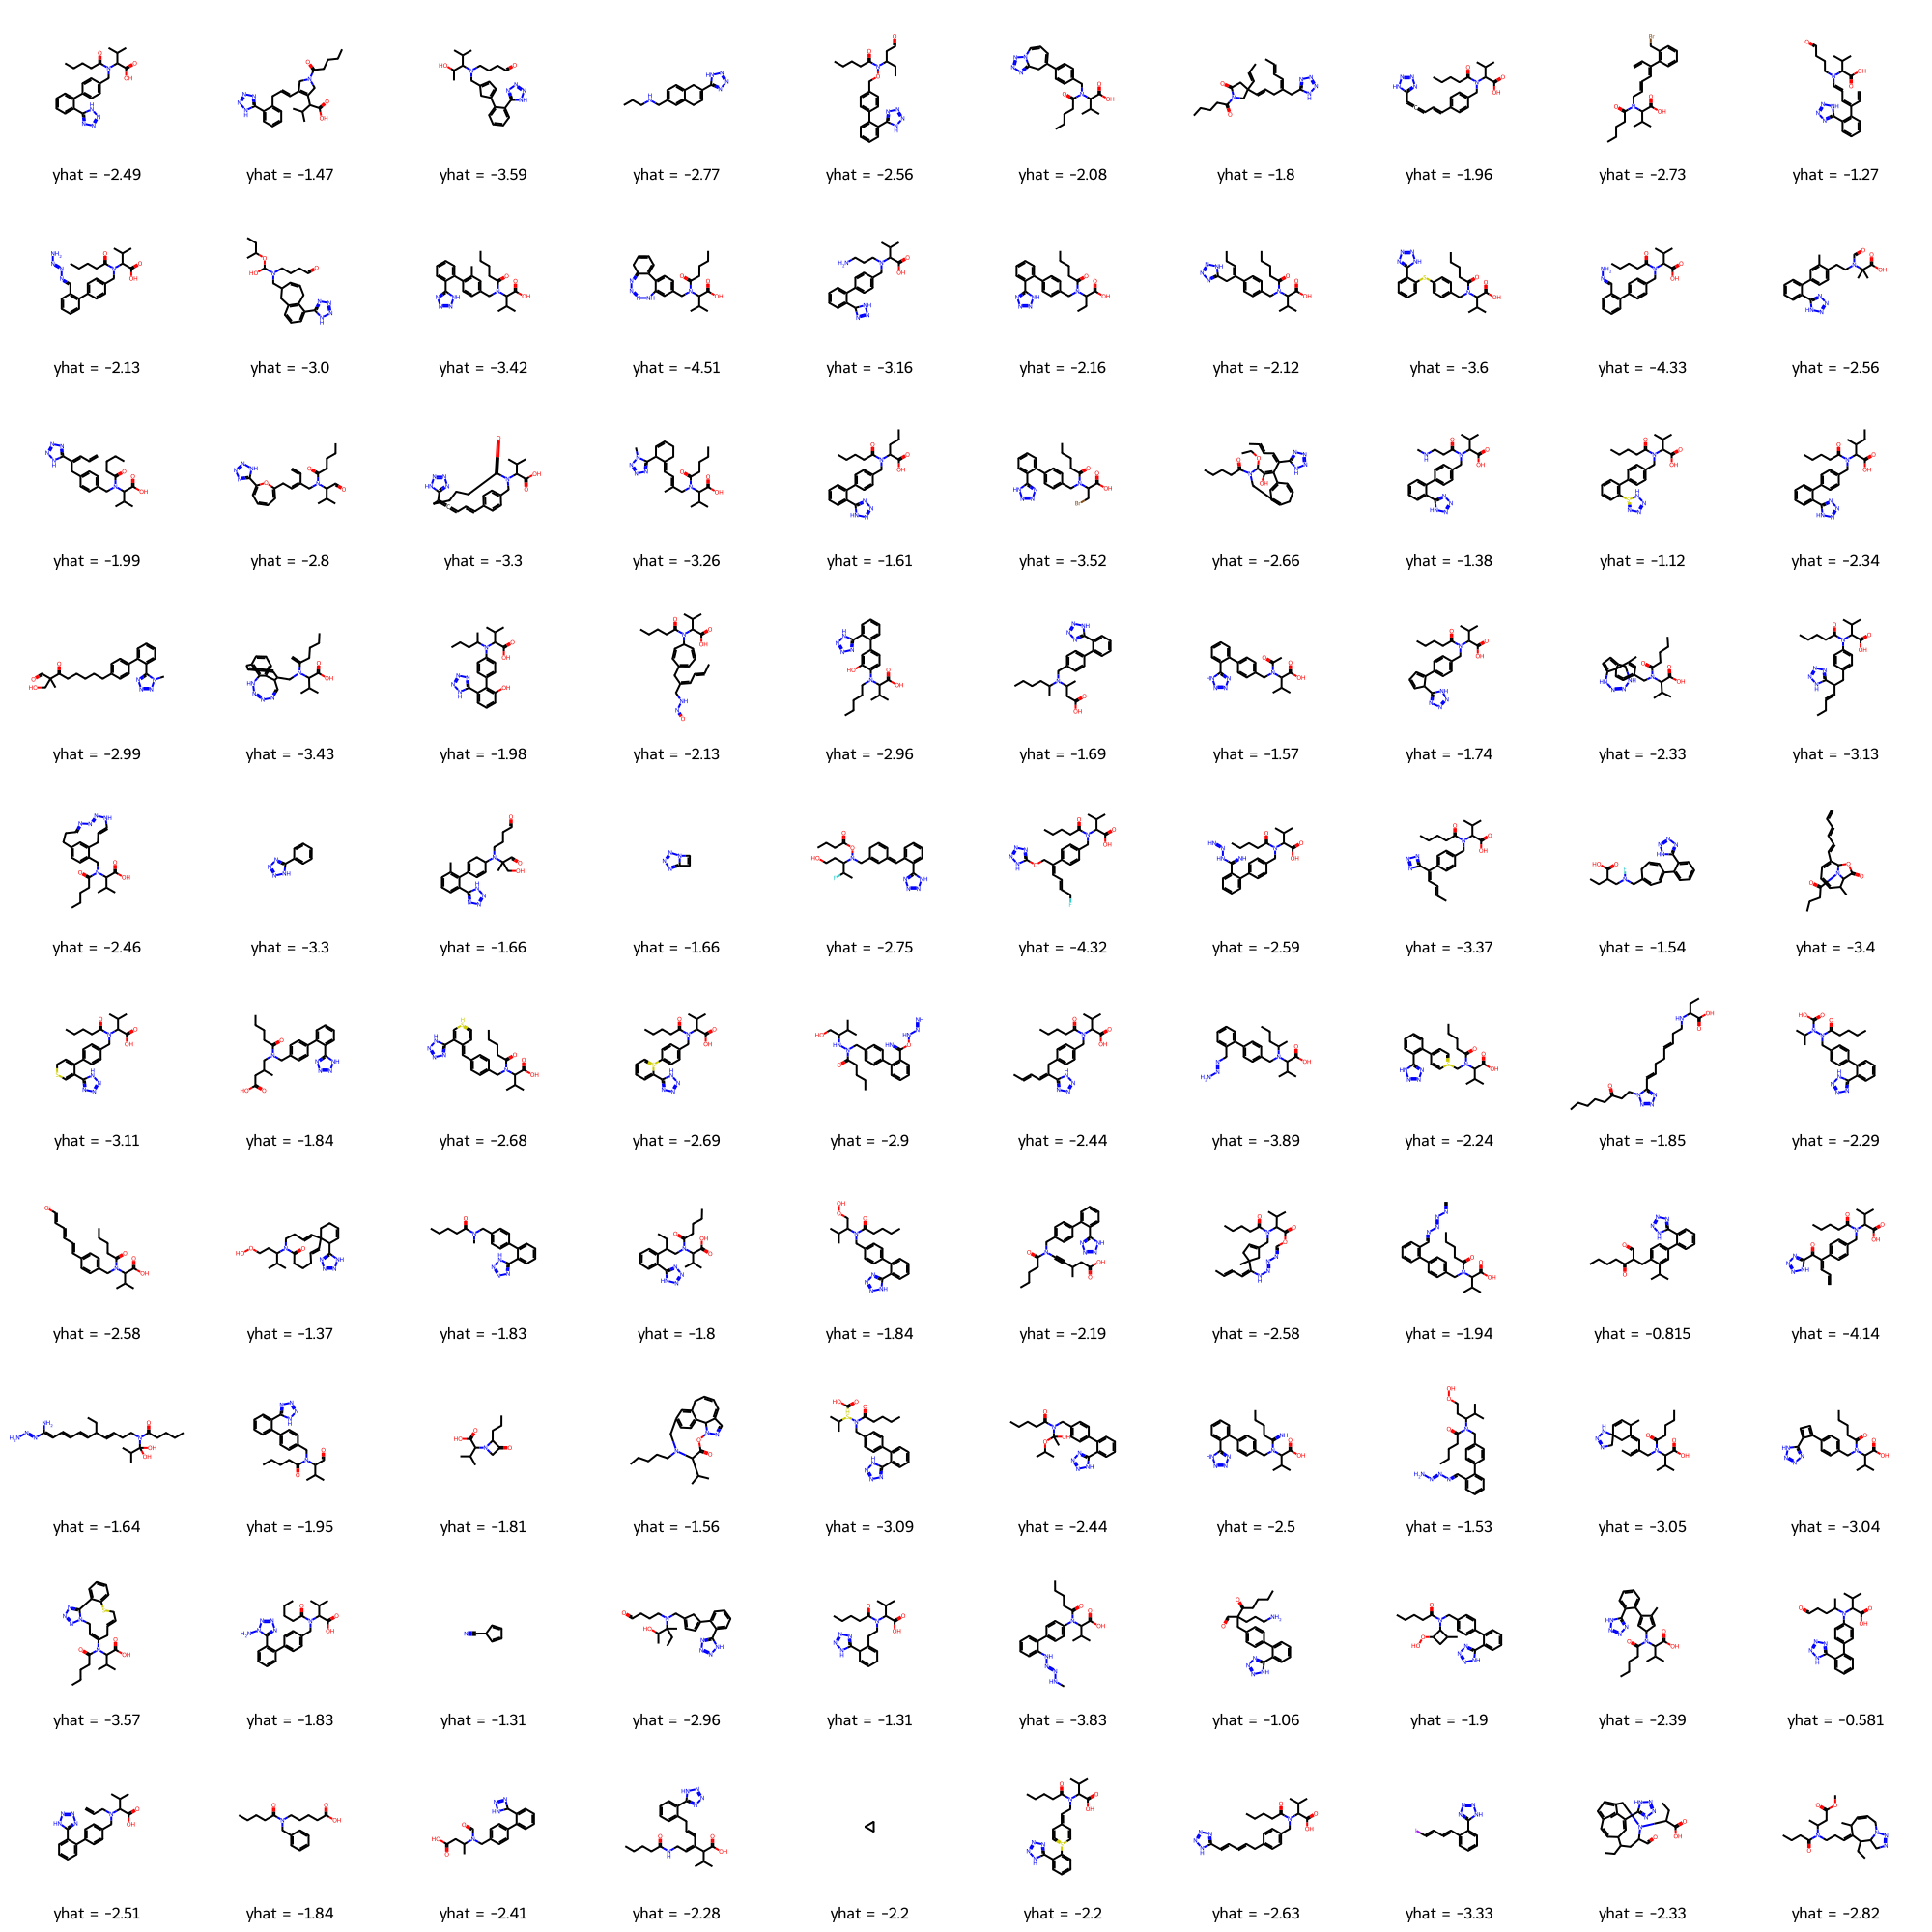 yhat = -2.49 yhat = -1.47 yhat = -3.59 yhat = -2.77 yhat = -2.56 yhat = -2.08 yhat = -1.8 yhat = -1.96 yhat = -2.73 yhat = -1.27
yhat = -2.13 yhat = -3.0 yhat = -3.42 yhat = -4.51 yhat = -3.16 yhat = -2.16 yhat = -2.12 yhat = -3.6 yhat = -4.33 yhat = -2.56
yhat = -1.99 yhat = -2.8 yhat = -3.3 yhat = -3.26 yhat = -1.61 yhat = -3.52 yhat = -2.66 yhat = -1.38 yhat = -1.12 yhat = -2.34
yhat = -2.99 yhat = -3.43 yhat = -1.98 yhat = -2.13 yhat = -2.96 yhat = -1.69 yhat = -1.57 yhat = -1.74 yhat = -2.33 yhat = -3.13
yhat = -2.46 yhat = -3.3 yhat = -1.66 yhat = -1.66 yhat = -2.75 yhat = -4.32 yhat = -2.59 yhat = -3.37 yhat = -1.54 yhat = -3.4
yhat = -3.11 yhat = -1.84 yhat = -2.68 yhat = -2.69 yhat = -2.9 yhat = -2.44 yhat = -3.89 yhat = -2.24 yhat = -1.85 yhat = -2.29
yhat = -2.58 yhat = -1.37 yhat = -1.83 yhat = -1.8 yhat = -1.84 yhat = -2.19 yhat = -2.58 yhat = -1.94 yhat = -0.815 yhat = -4.14
yhat = -1.64 yhat = -1.95 yhat = -1.81 yhat = -1.56 yhat = -3.09 yhat = -2.44 yhat = -2.5 yhat = -1.53 yhat = -3.05 yhat = -3.04
yhat = -3.57 yhat = -1.83 yhat = -1.31 yhat = -2.96 yhat = -1.31 yhat = -3.83 yhat = -1.06 yhat = -1.9 yhat = -2.39 yhat = -0.581
yhat = -2.51 yhat = -1.84 yhat = -2.41 yhat = -2.28 yhat = -2.2 yhat = -2.2 yhat = -2.63 yhat = -3.33 yhat = -2.33 yhat = -2.82